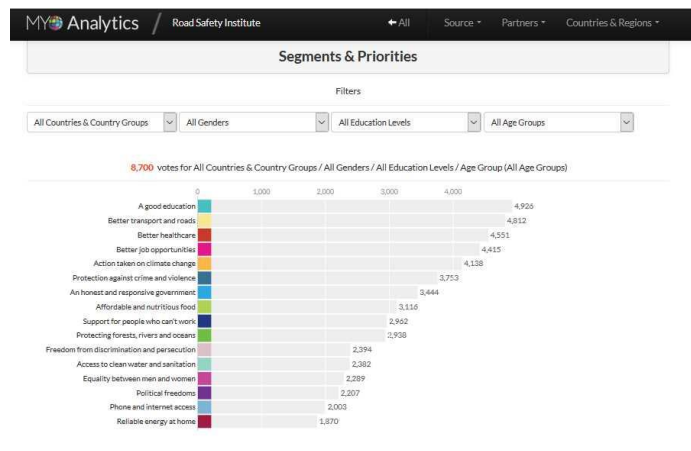 MY Analytics / Road Safety Institute All Source Partners Countries & Regions
Segments & Priorities
Filters
All Countries & Country Groups All Genders All Education Levels All Age Groups
8,700 votes for All Countries & Country Groups / All Genders / All Education Levels / Age Group (All Age Groups)
0 1,000 2,000 3,000 4,000
A good education 4,926
Better transport and roads 4,812
Better healthcare 4,551
Better job opportunities 4,415
Action taken on climate change 4,138
Protection against crime and violence 3,753
An honest and responsive government 3,444
Affordable and nutritious food 3,116
Support for people who can't work 2,962
Protecting forests, rivers and oceans 2,938
Freedom from discrimination and persecution 2,394
Access to clean water and sanitation 2,382
Equality between men and women 2,289
Political freedoms 2,207
Phone and internet access 2,003
Reliable energy at home 1,870